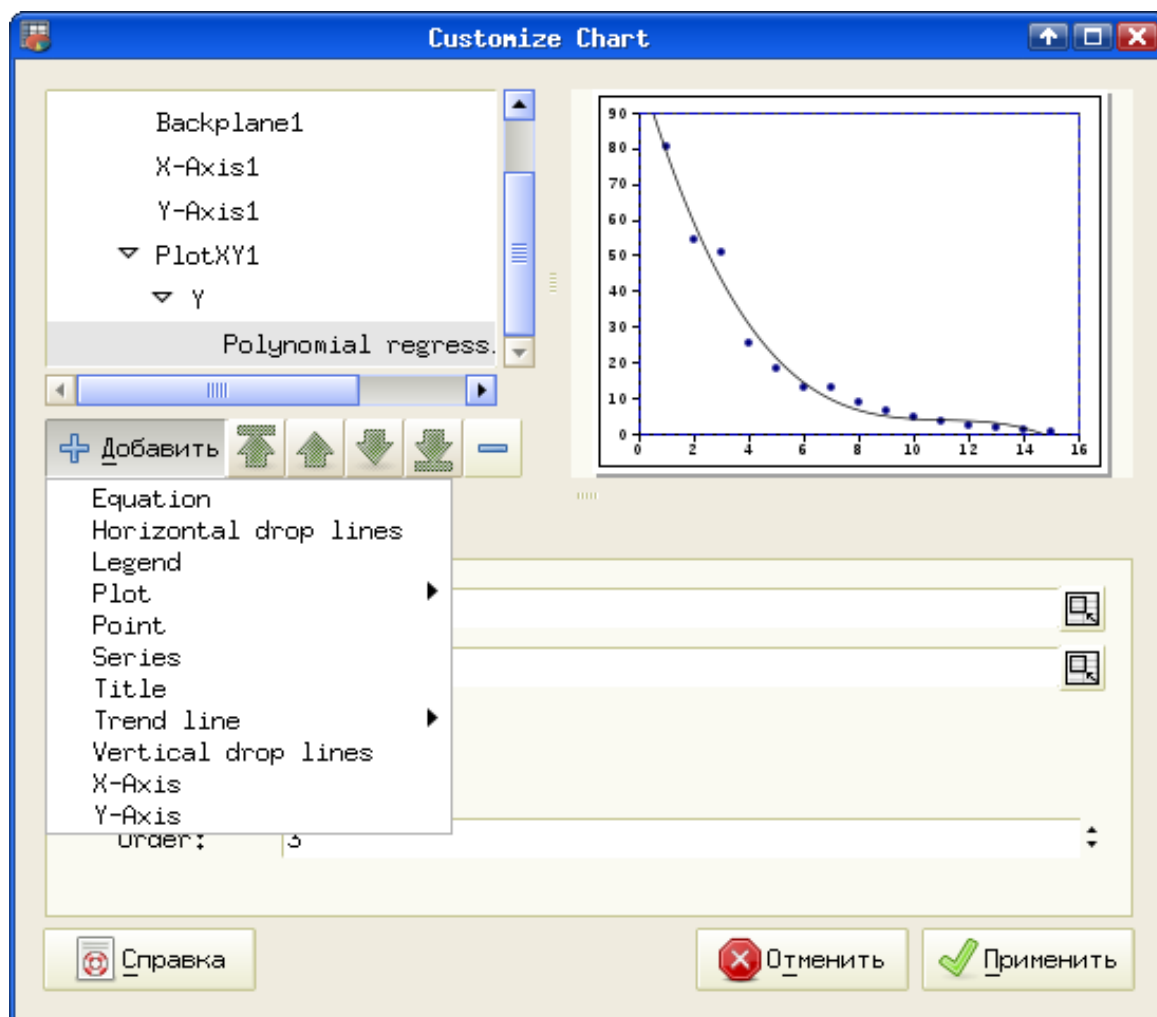 Customize Chart
Backplane1
X-Axis1
Y-Axis1
PlotXY1
Y
Polynomial regress.
90
80
70
60
50
40
30
20
10
0
0 2 4 6 8 10 12 14 16
Добавить
Equation
Horizontal drop lines
Legend
Plot
Point
Series
Title
Trend line
Vertical drop lines
X-Axis
Y-Axis
Order: 3
Справка
Отменить
Применить